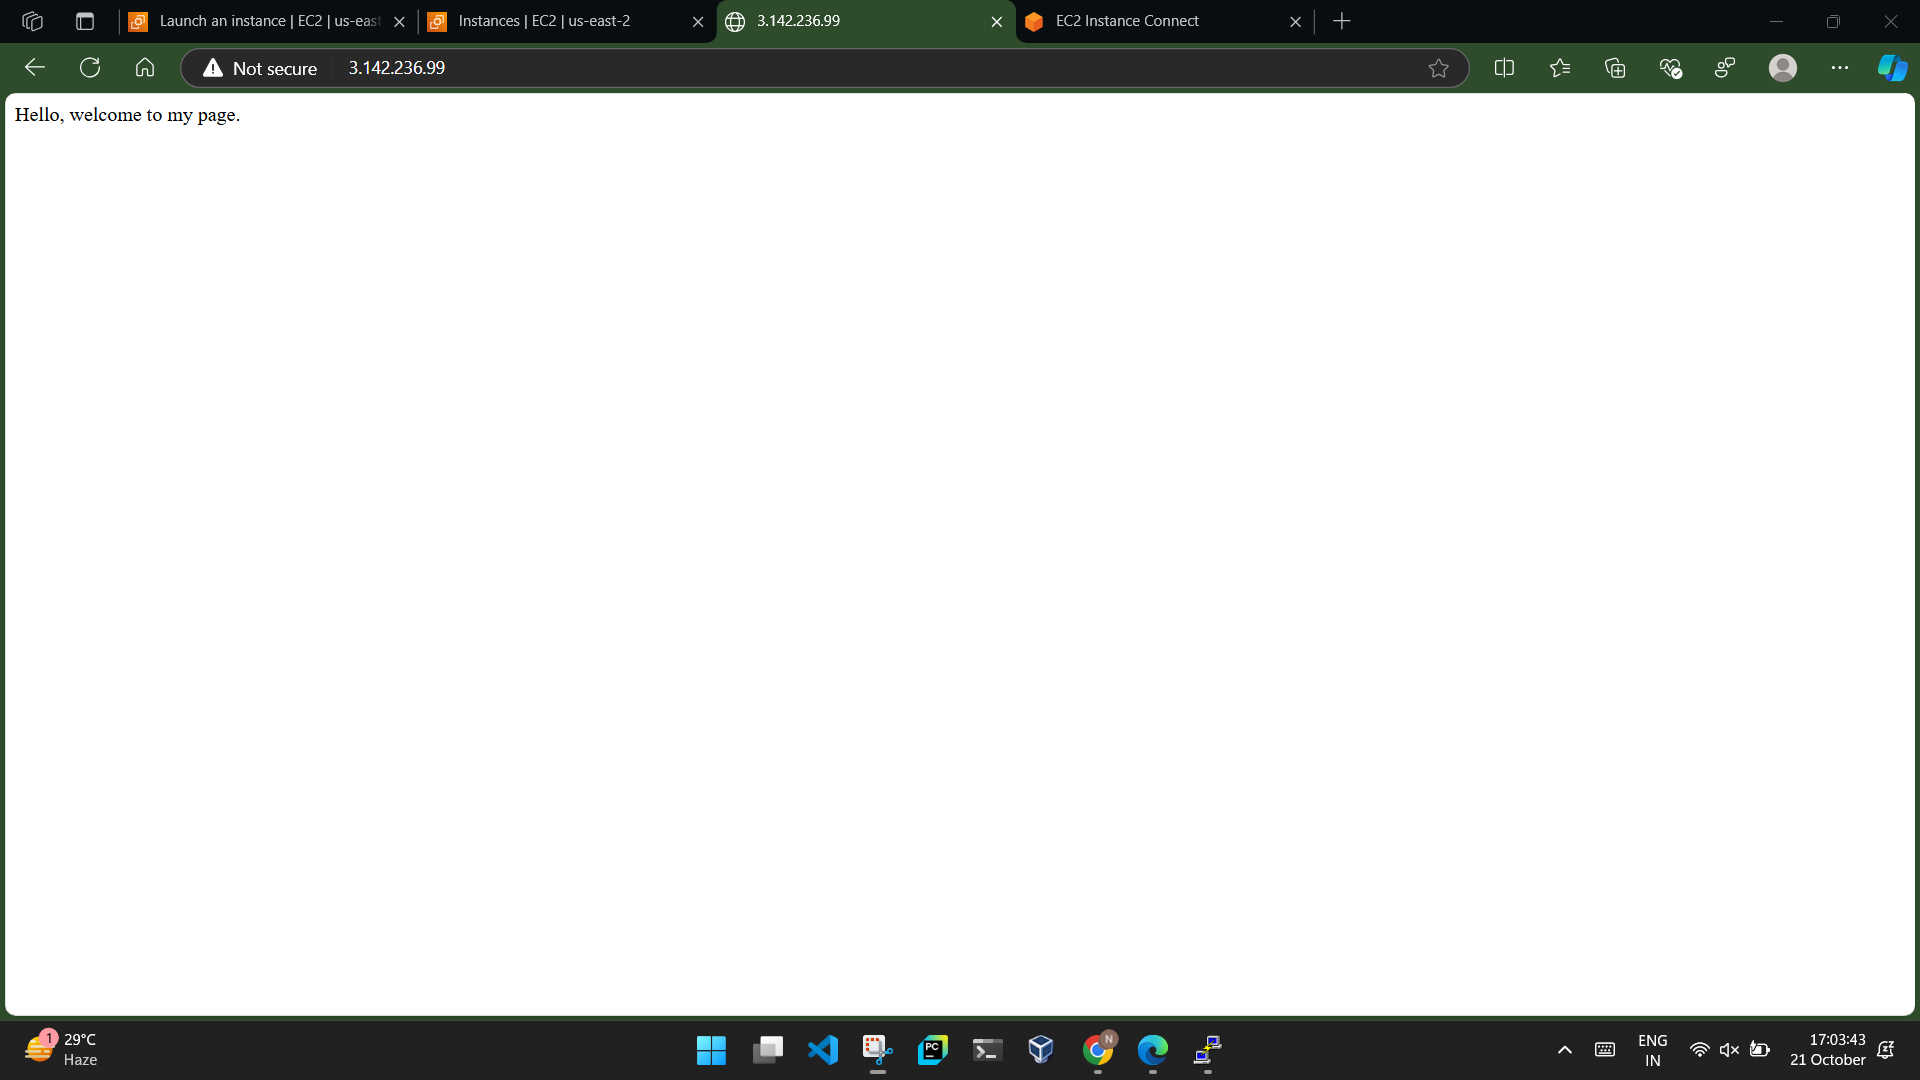 Launch an instance | EC2 | us-east
Instances | EC2 | us-east-2
3.142.236.99
EC2 Instance Connect
Not secure
3.142.236.99
Hello, welcome to my page.
1
29°C
Haze
PC
N
ENG
IN
17:03:43
21 October